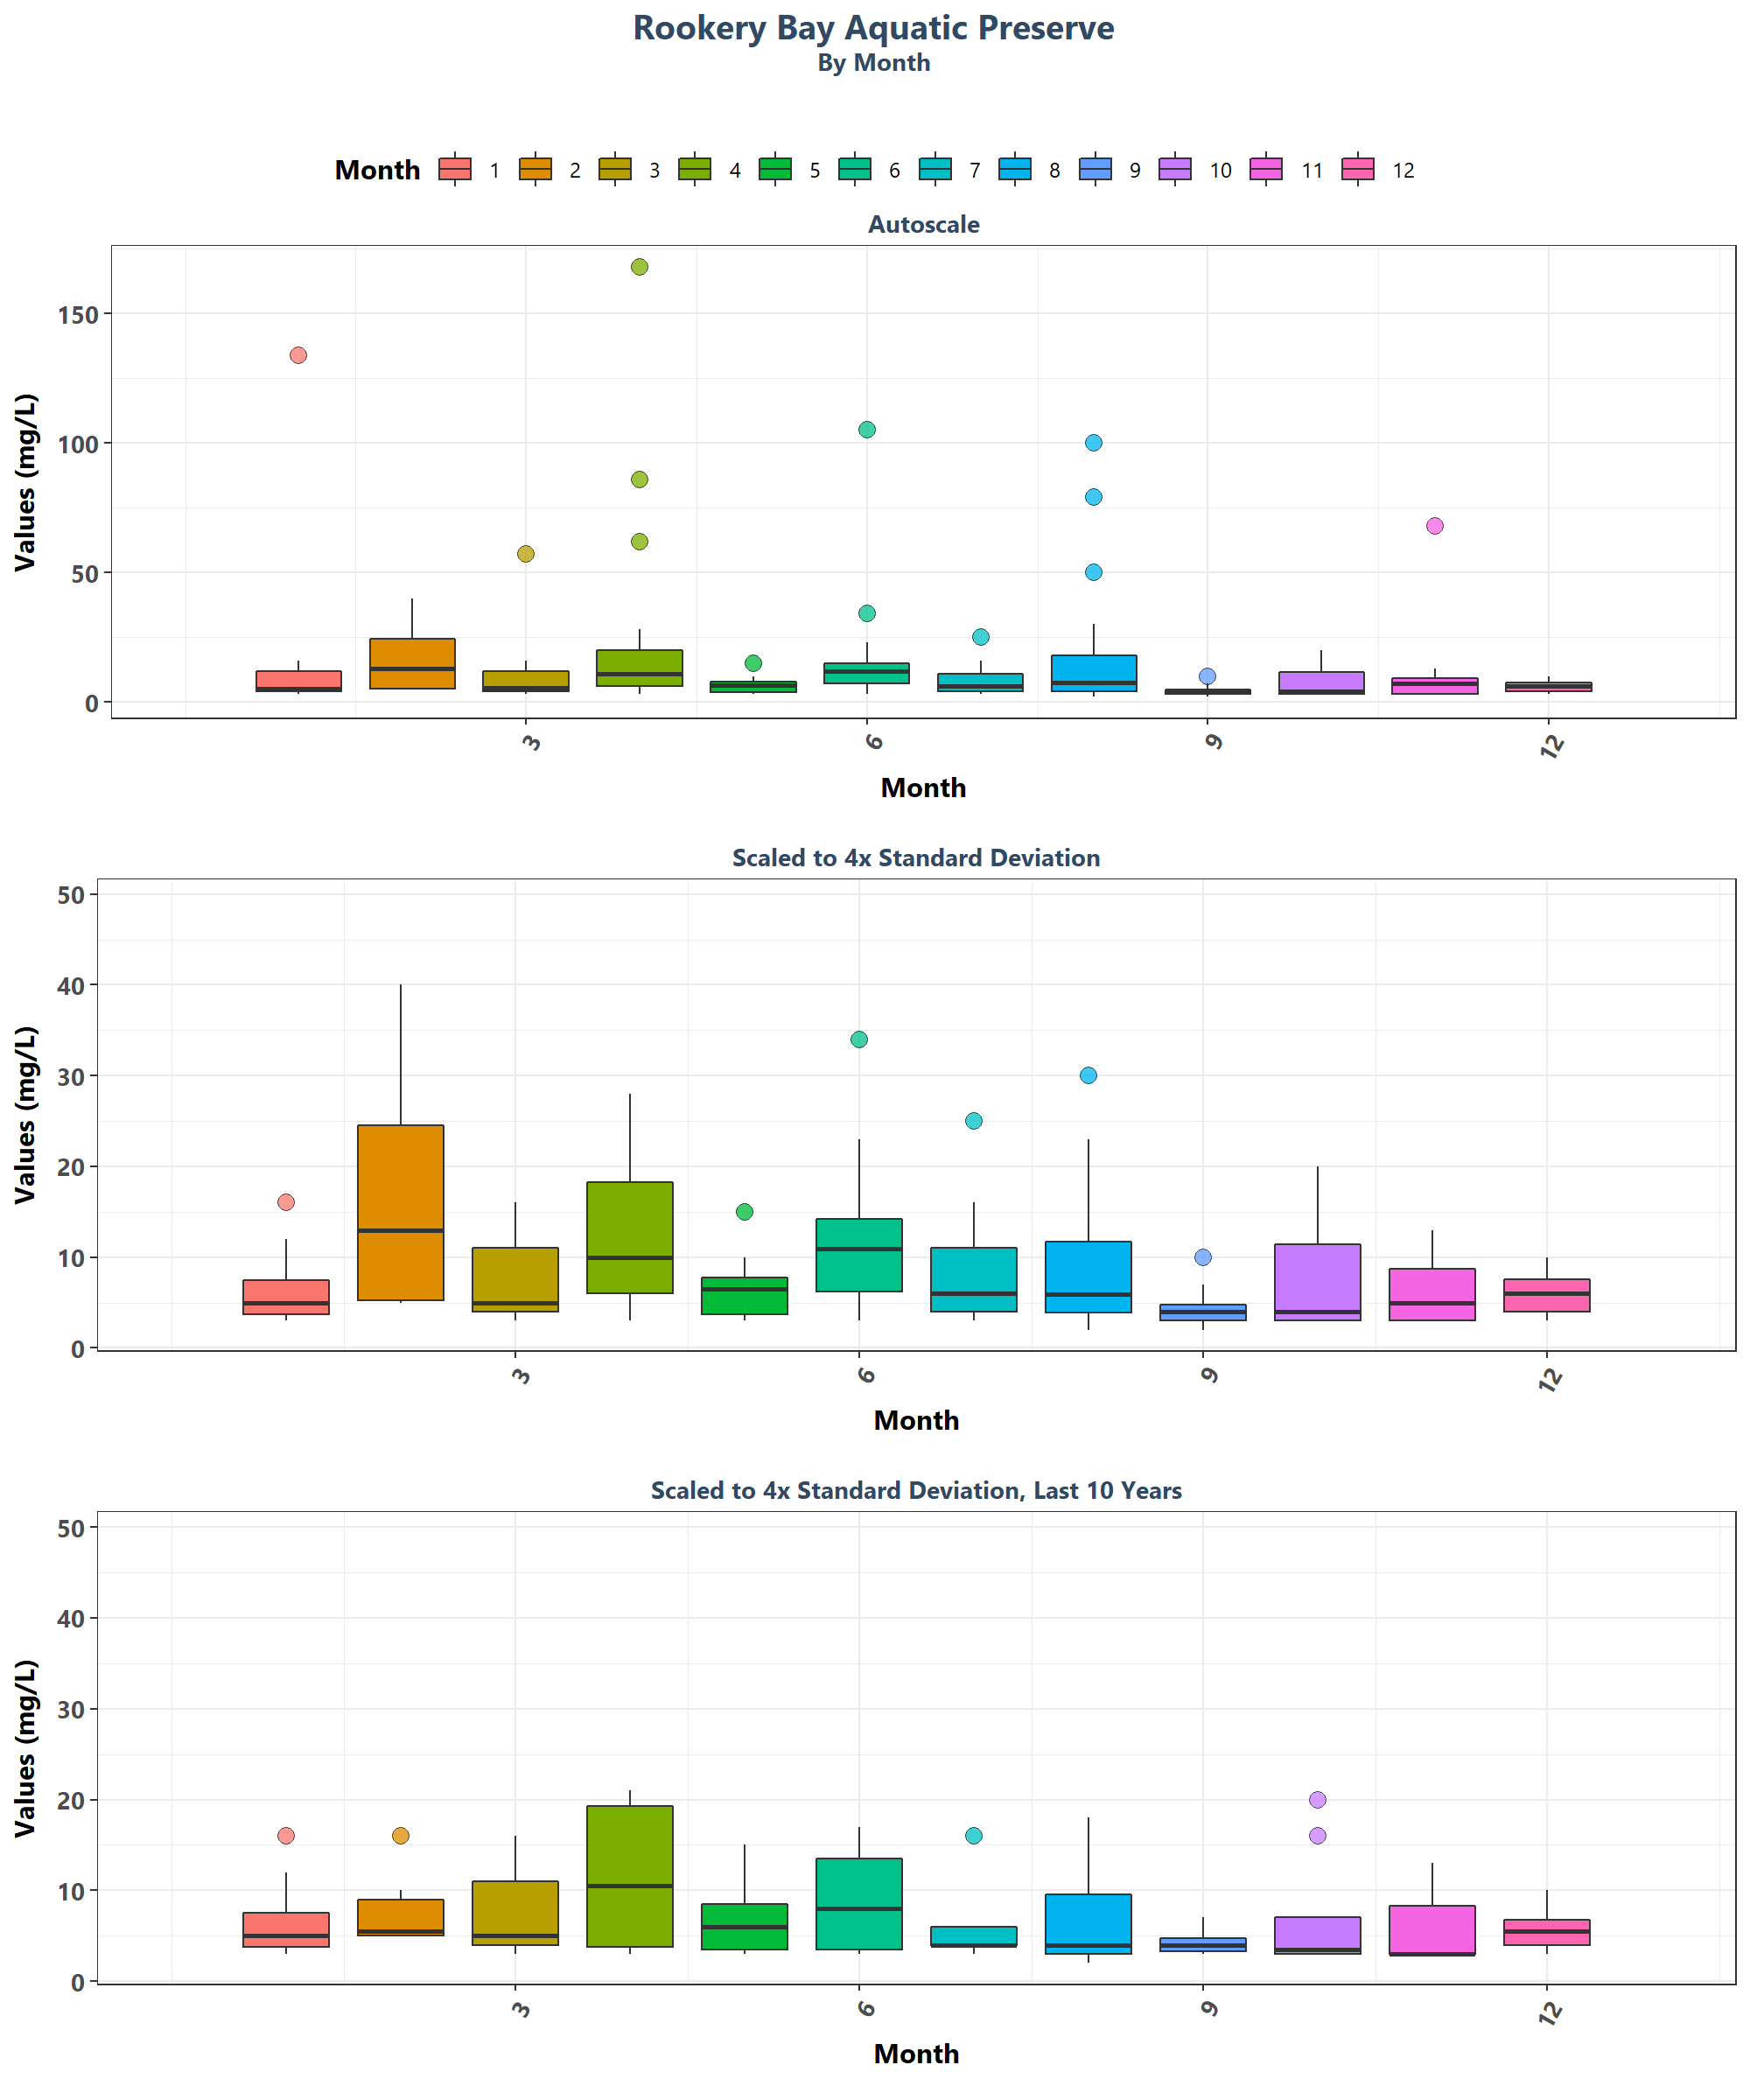 Rookery Bay Aquatic Preserve
By Month
Month 1 2 3 4 5 6 7 8 9 10 11 12
Autoscale
Values (mg/L)
150
100
50
0
3 6 9 12
Month
Scaled to 4x Standard Deviation
Values (mg/L)
50
40
30
20
10
0
3 6 9 12
Month
Scaled to 4x Standard Deviation, Last 10 Years
Values (mg/L)
50
40
30
20
10
0
3 6 9 12
Month